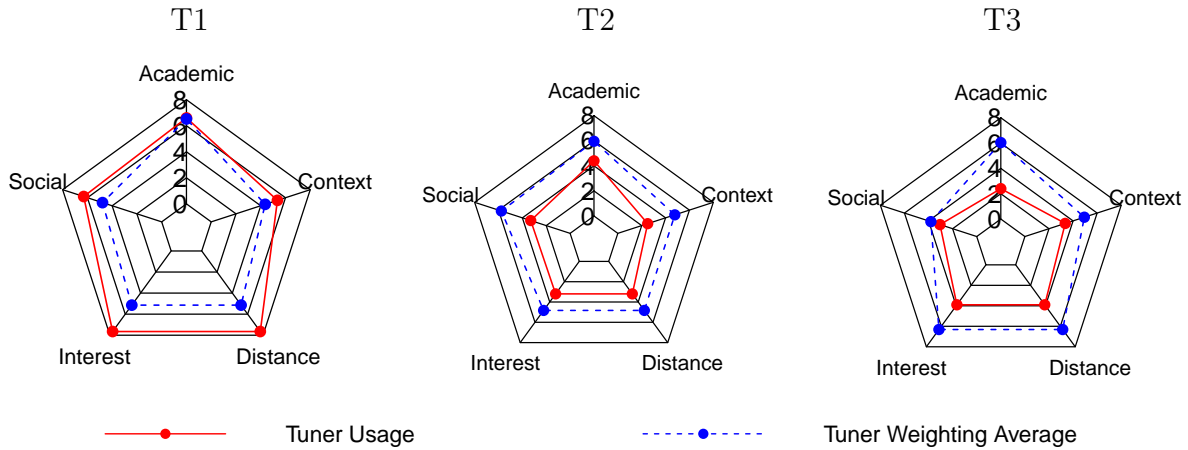 T1 T2 T3
Academic
8
6
4
2
0
Social
Context
Interest
Distance
Academic
8
6
4
2
0
Social
Context
Interest
Distance
Academic
8
6
4
2
0
Social
Context
Interest
Distance
Tuner Usage Tuner Weighting Average